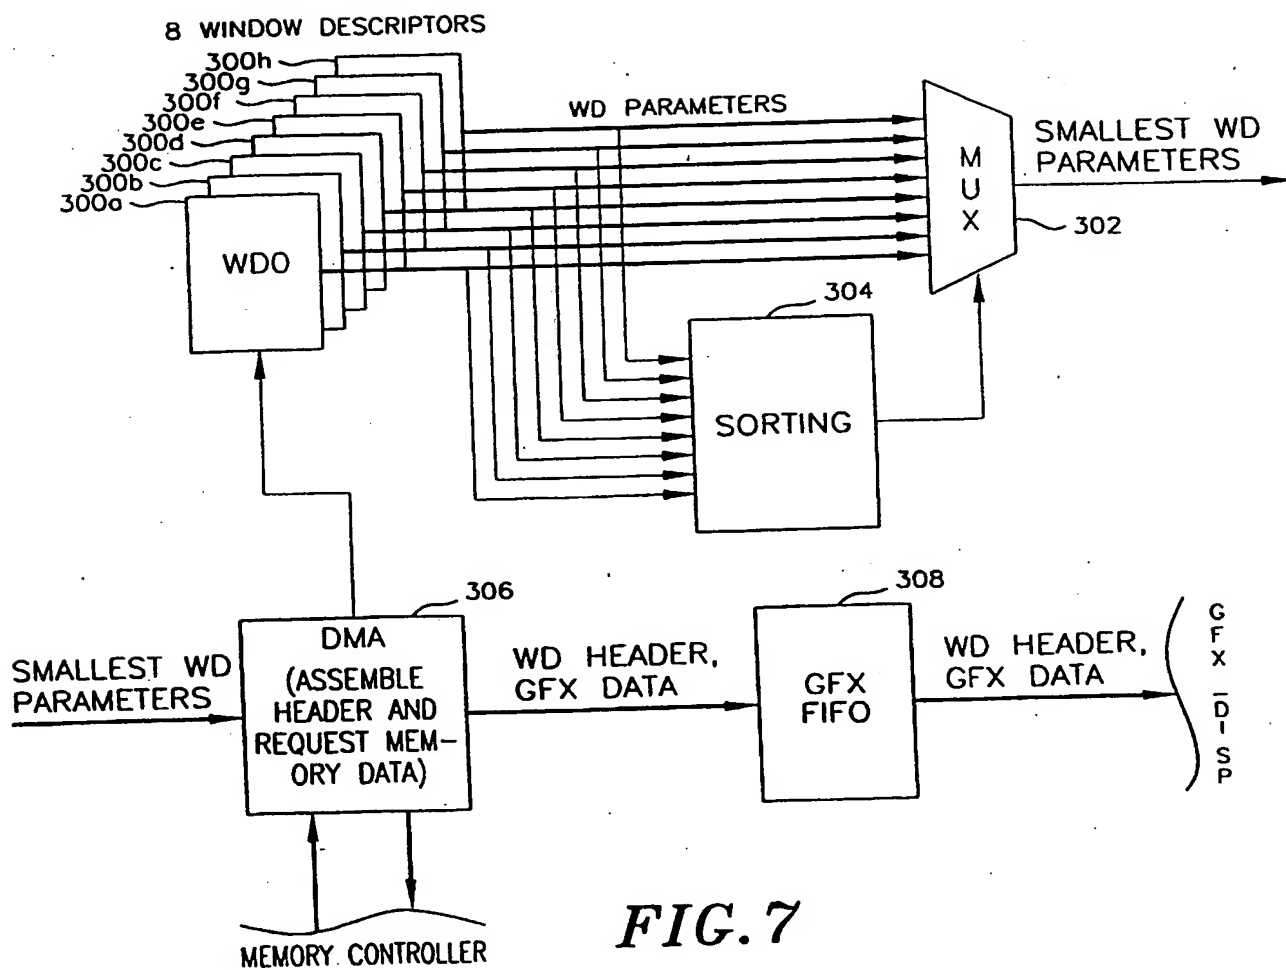 8 WINDOW DESCRIPTORS
300h
300g
300f
300e
300d
300c
300b
300a
WD0
WD PARAMETERS
MUX
SMALLEST WD
PARAMETERS
302
304
SORTING
306
DMA
(ASSEMBLE
HEADER AND
REQUEST MEM-
ORY DATA)
SMALLEST WD
PARAMETERS
WD HEADER,
GFX DATA
308
GFX
FIFO
WD HEADER,
GFX DATA
GFX_DISP
MEMORY CONTROLLER
FIG. 7